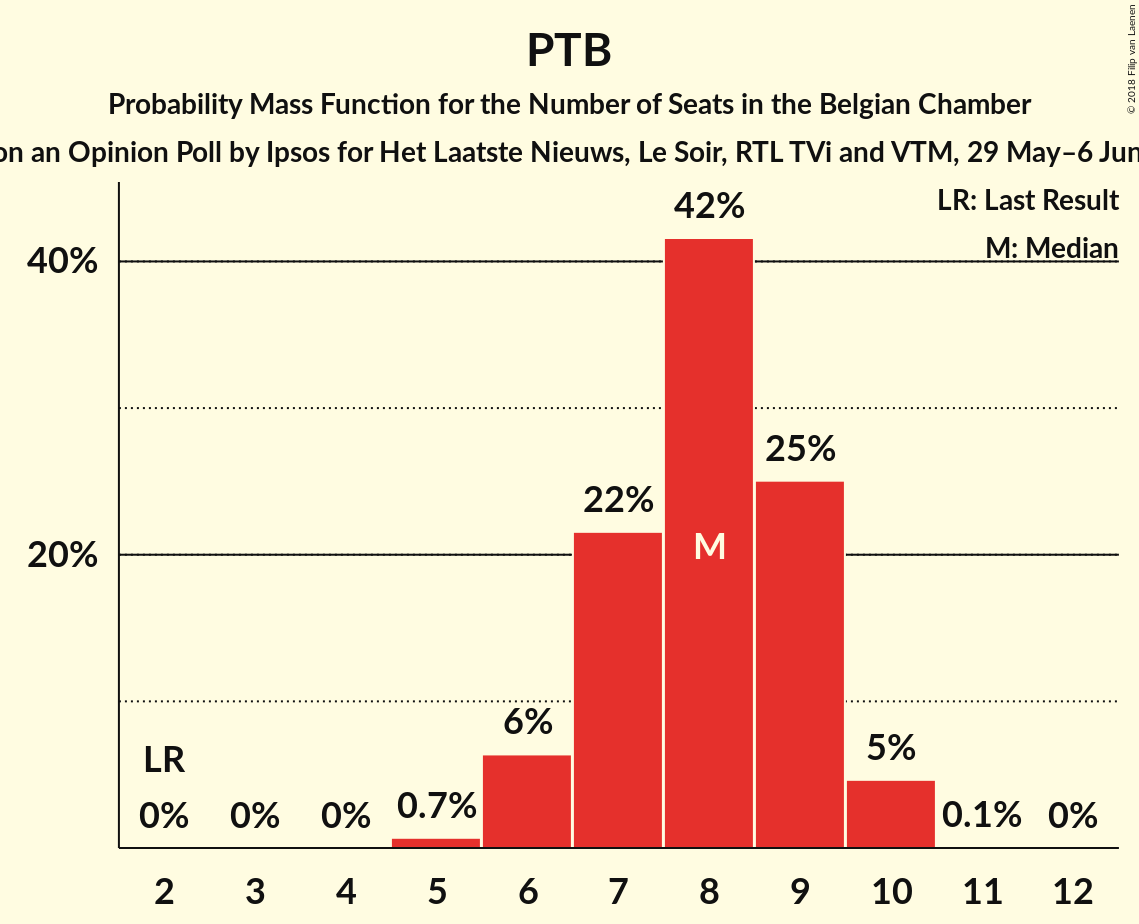 PTB
Probability Mass Function for the Number of Seats in the Belgian Chamber
on an Opinion Poll by Ipsos for Het Laatste Nieuws, Le Soir, RTL TVi and VTM, 29 May–6 Jun
© 2018 Filip van Laenen
LR: Last Result
M: Median
42%
40%
25%
22%
M
20%
6%
5%
LR
0% 0% 0% 0.7% 0.1% 0%
2 3 4 5 6 7 8 9 10 11 12